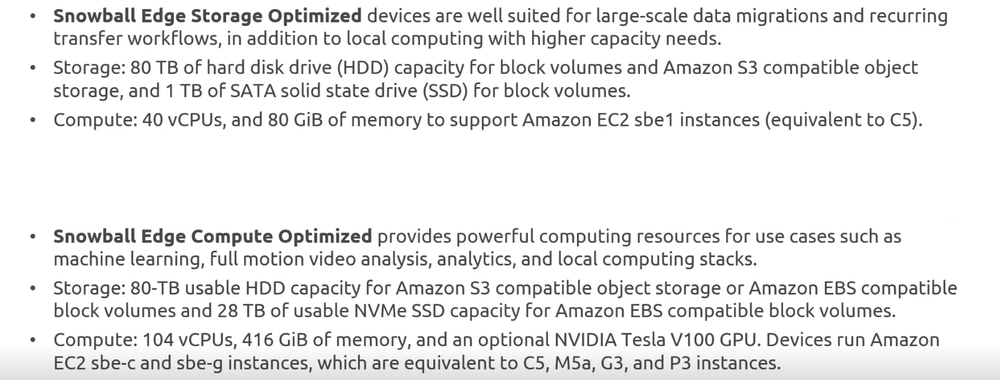 • Snowball Edge Storage Optimized devices are well suited for large-scale data migrations and recurring
transfer workflows, in addition to local computing with higher capacity needs.
• Storage: 80 TB of hard disk drive (HDD) capacity for block volumes and Amazon S3 compatible object
storage, and 1 TB of SATA solid state drive (SSD) for block volumes.
• Compute: 40 vCPUs, and 80 GiB of memory to support Amazon EC2 sbe1 instances (equivalent to C5).
• Snowball Edge Compute Optimized provides powerful computing resources for use cases such as
machine learning, full motion video analysis, analytics, and local computing stacks.
• Storage: 80-TB usable HDD capacity for Amazon S3 compatible object storage or Amazon EBS compatible
block volumes and 28 TB of usable NVMe SSD capacity for Amazon EBS compatible block volumes.
• Compute: 104 vCPUs, 416 GiB of memory, and an optional NVIDIA Tesla V100 GPU. Devices run Amazon
EC2 sbe-c and sbe-g instances, which are equivalent to C5, M5a, G3, and P3 instances.